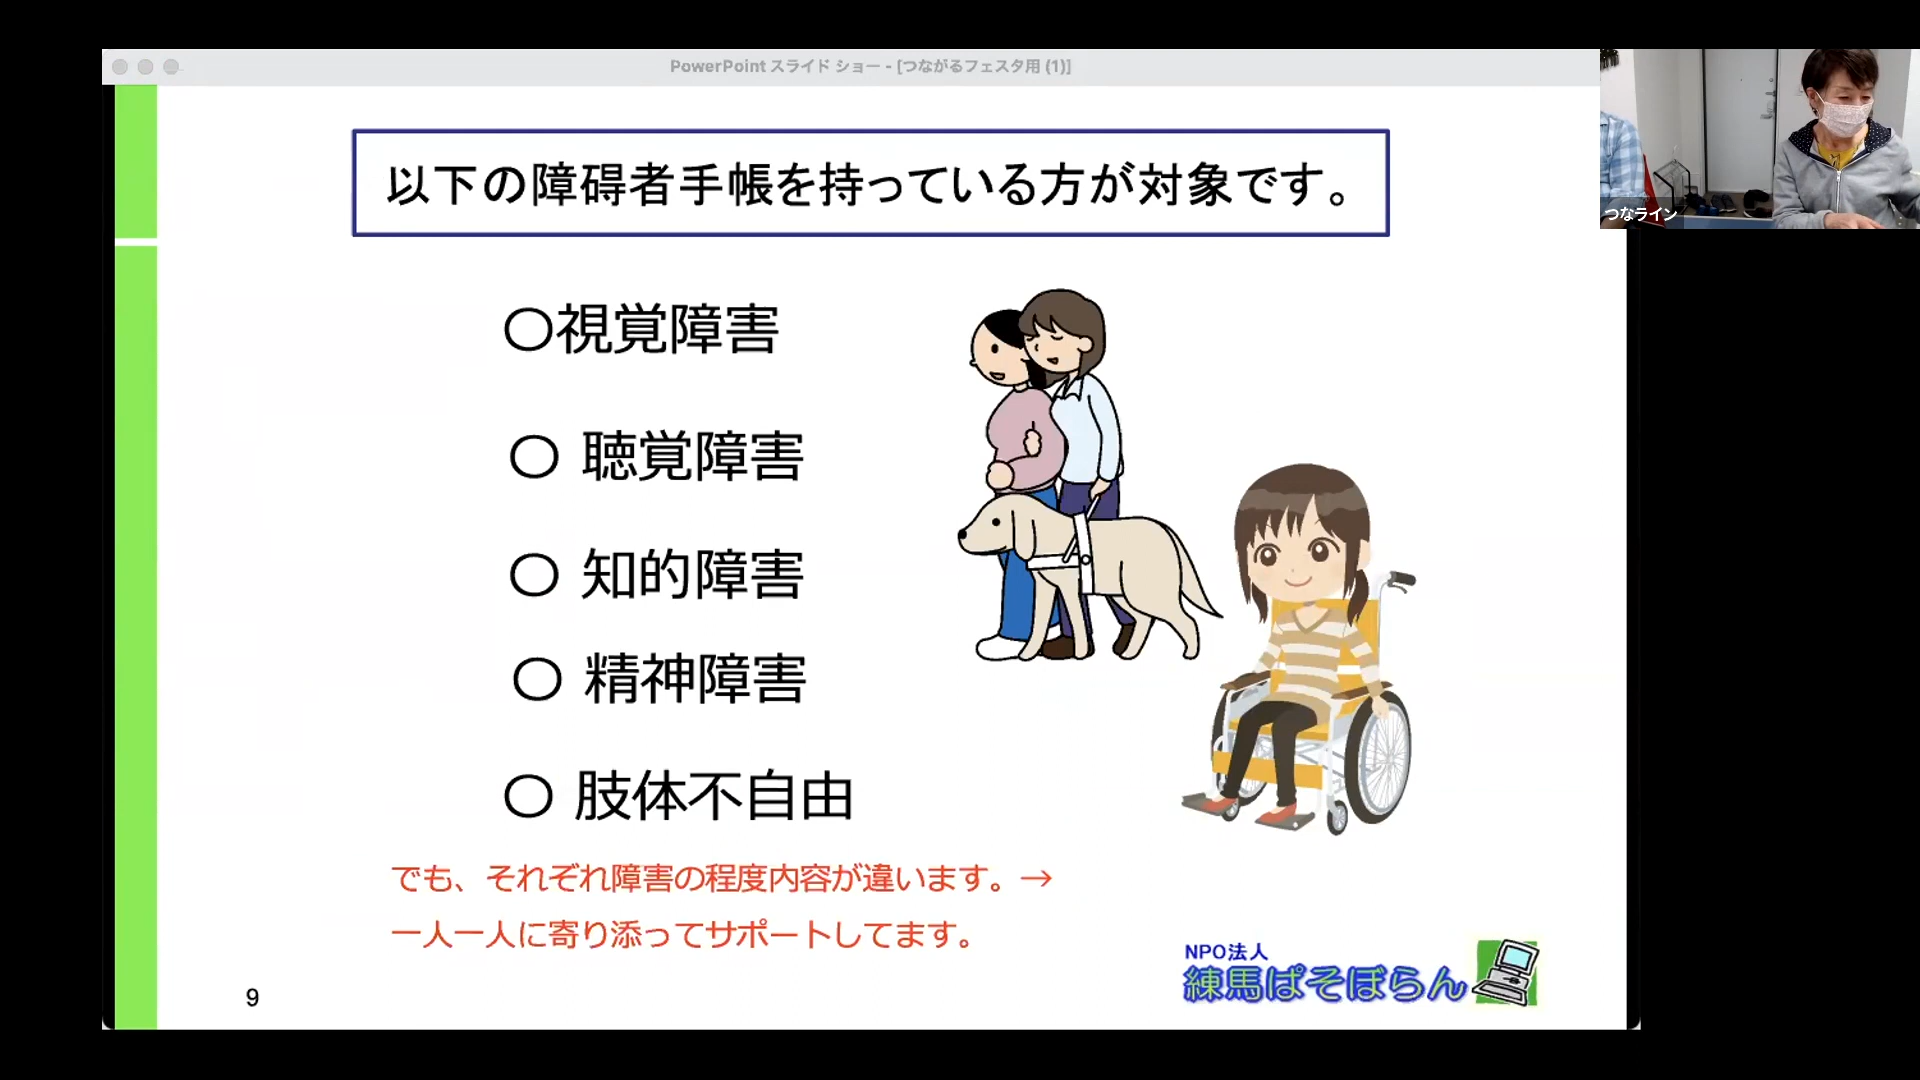 PowerPoint スライド ショー - [つながるフェスタ用 (1)]
以下の障碍者手帳を持っている方が対象です。
〇視覚障害
〇 聴覚障害
〇 知的障害
〇 精神障害
〇 肢体不自由
でも、それぞれ障害の程度内容が違います。→
一人一人に寄り添ってサポートしてます。
NPO法人
練馬ぱそぼらん
9
つなライン